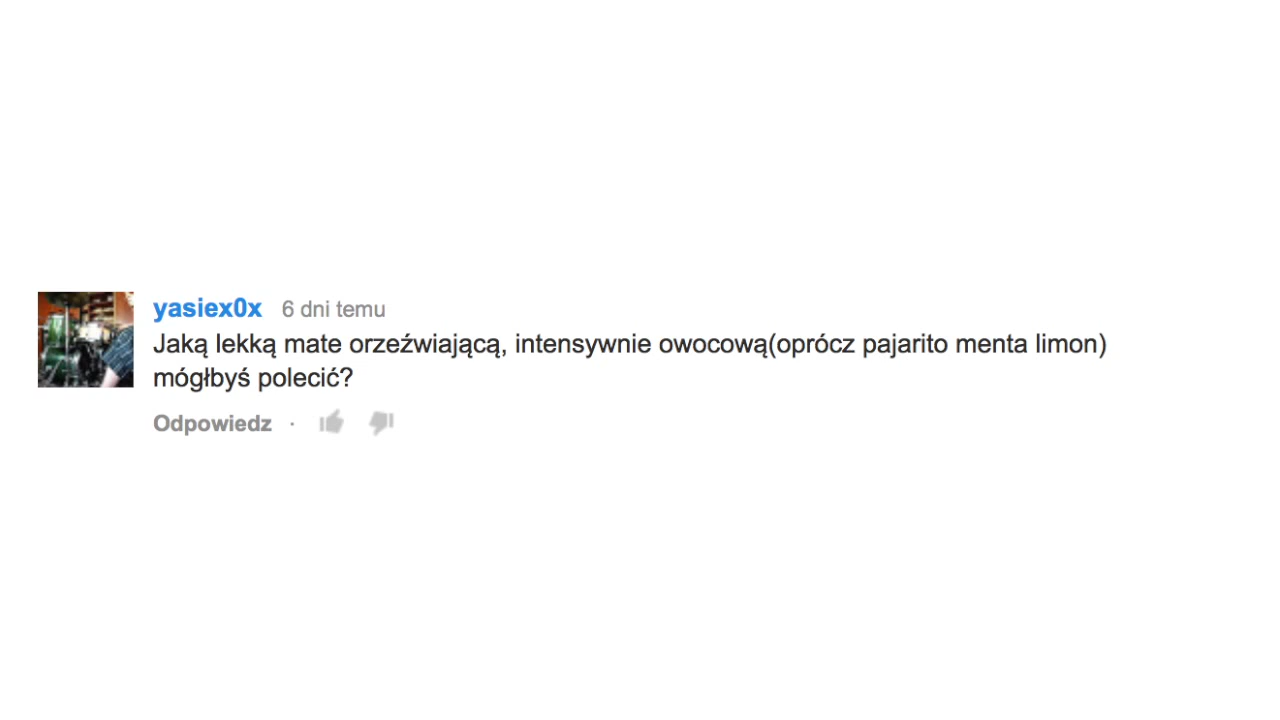 yasiex0x 6 dni temu
Jaką lekką mate orzeźwiającą, intensywnie owocową(oprócz pajarito menta limon)
mógłbyś polecić?
Odpowiedz ·